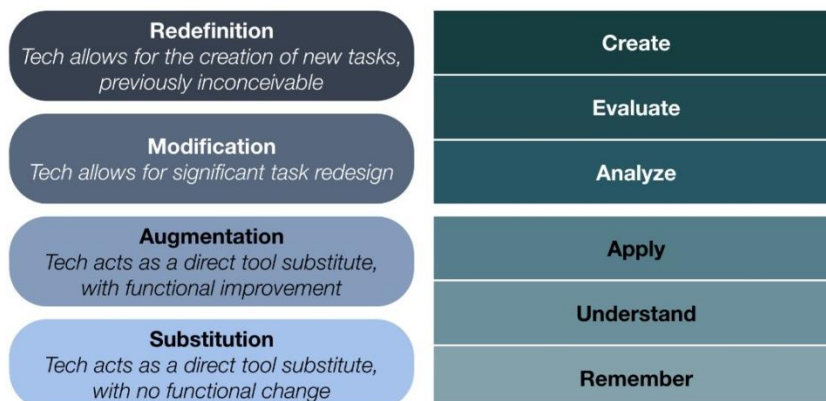 Redefinition
Tech allows for the creation of new tasks,
previously inconceivable
Modification
Tech allows for significant task redesign
Augmentation
Tech acts as a direct tool substitute,
with functional improvement
Substitution
Tech acts as a direct tool substitute,
with no functional change
Create
Evaluate
Analyze
Apply
Understand
Remember